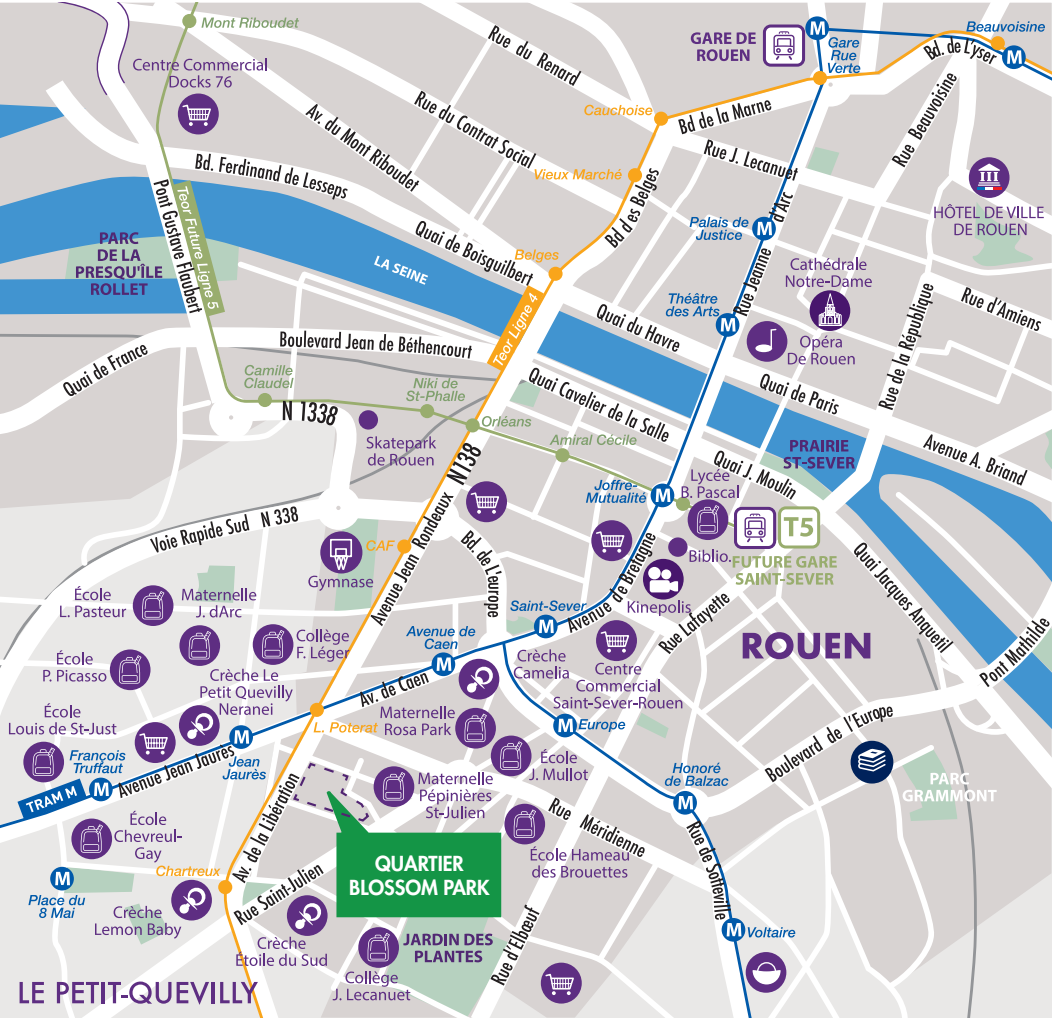 Mont Riboudet
Centre Commercial
Docks 76
Rue du Renard
Rue du Contrat Social
Av. du Mont Riboudet
Bd. Ferdinand de Lesseps
GARE DE
ROUEN
M
Gare
Rue
Verte
Beauvoisine
M
Bd. de Lyser
Cauchoise
Bd de la Marne
Rue Beauvoisine
Rue J. Lecanuet
Vieux Marché
Bd des Belges
HÔTEL DE VILLE
DE ROUEN
Palais de
Justice
M
Rue Jeanne d'Arc
Pont Gustave Flaubert
Teor Future Ligne 5
PARC
DE LA
PRESQU'ÎLE
ROLLET
LA SEINE
Quai de Boisguilbert
Belges
Teor Ligne 4
Cathédrale
Notre-Dame
Théâtre
des Arts
M
Opéra
De Rouen
Rue d'Amiens
Rue de la République
Quai du Havre
Quai de Paris
Avenue A. Briand
Quai de France
Boulevard Jean de Béthencourt
Camille
Claudel
N 1338
Niki de
St-Phalle
Orléans
Skatepark
de Rouen
Quai Cavelier de la Salle
Amiral Cécile
PRAIRIE
ST-SEVER
Quai J. Moulin
Joffre-
Mutualité
M
Lycée
B. Pascal
T5
FUTURE GARE
SAINT-SEVER
Biblio.
Kinepolis
Voie Rapide Sud N 338
N138
Avenue Jean Rondeaux
CAF
Gymnase
Bd. de L'europe
Avenue de Bretagne
Rue Lafayette
Quai Jacques Anquetil
Pont Mathilde
ROUEN
École
L. Pasteur
Maternelle
J. dArc
Collège
F. Léger
École
P. Picasso
Crèche Le
Petit Quevilly
Neranei
École
Louis de St-Just
François
Truffaut
TRAM M
M
Avenue Jean Jaures
M
Jean
Jaurès
L. Poterat
Av. de Caen
Avenue de
Caen
M
Saint-Sever
M
Crèche
Camelia
Centre
Commercial
Saint-Sever-Rouen
Maternelle
Rosa Park
M
Europe
École
J. Mullot
Honoré
de Balzac
M
Boulevard de l'Europe
PARC
GRAMMONT
Maternelle
Pépinières
St-Julien
Rue Méridienne
École Hameau
des Brouettes
Rue de Sotteville
M
Voltaire
École
Chevreul-
Gay
M
Place du
8 Mai
Chartreux
Av. de la Libération
Crèche
Lemon Baby
Rue Saint-Julien
QUARTIER
BLOSSOM PARK
Crèche
Étoile du Sud
Collège
J. Lecanuet
JARDIN DES
PLANTES
Rue d'Elbœuf
LE PETIT-QUEVILLY